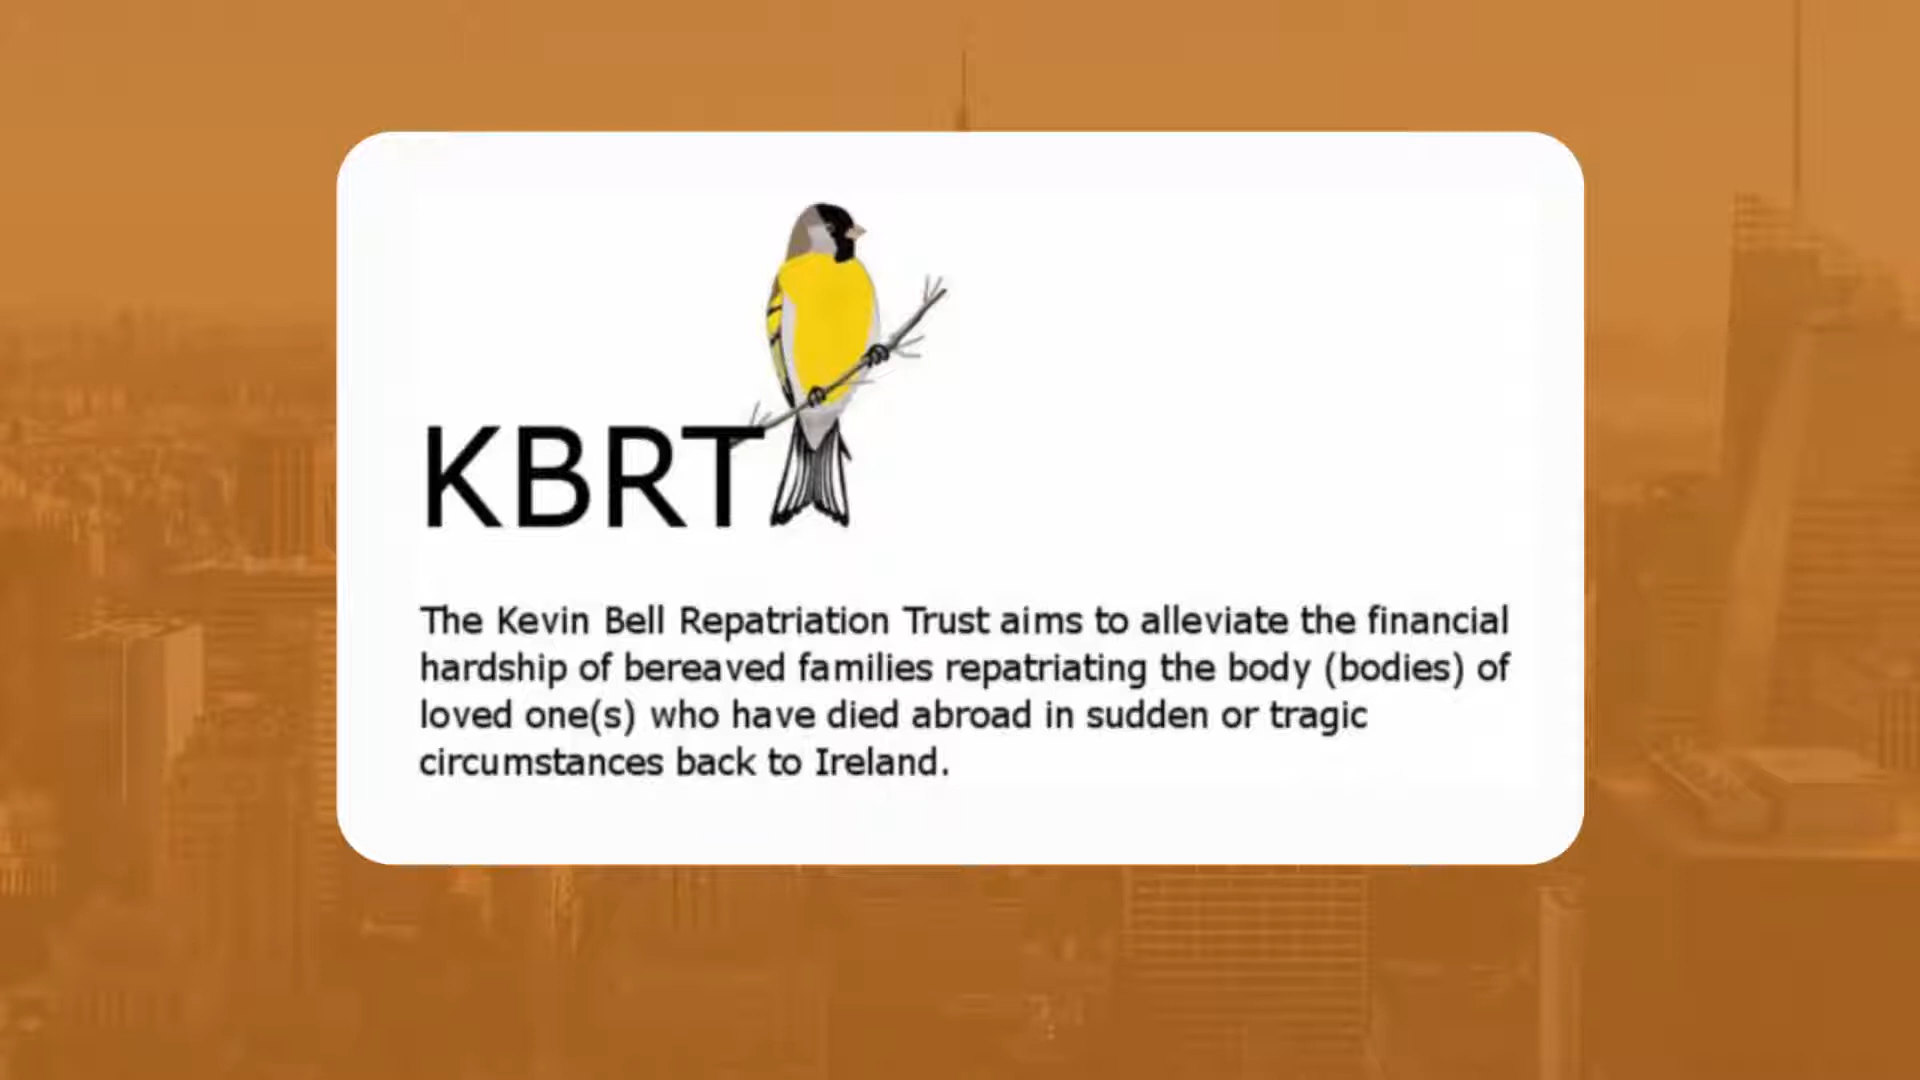 KBRT
The Kevin Bell Repatriation Trust aims to alleviate the financial
hardship of bereaved families repatriating the body (bodies) of
loved one(s) who have died abroad in sudden or tragic
circumstances back to Ireland.